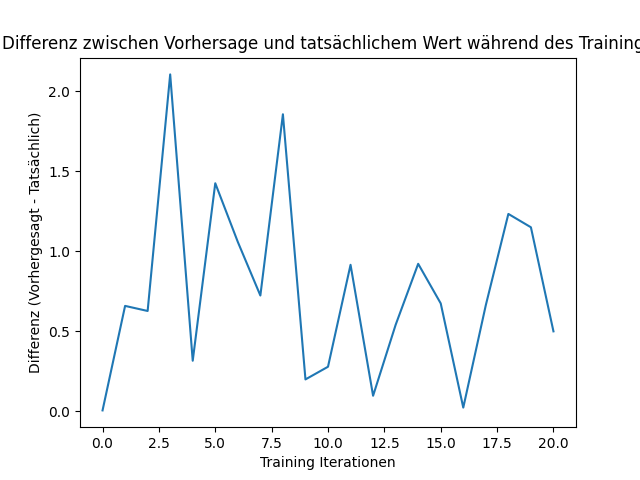 Differenz zwischen Vorhersage und tatsächlichem Wert während des Training
Differenz (Vorhergesagt - Tatsächlich)
2.0
1.5
1.0
0.5
0.0
0.0 2.5 5.0 7.5 10.0 12.5 15.0 17.5 20.0
Training Iterationen